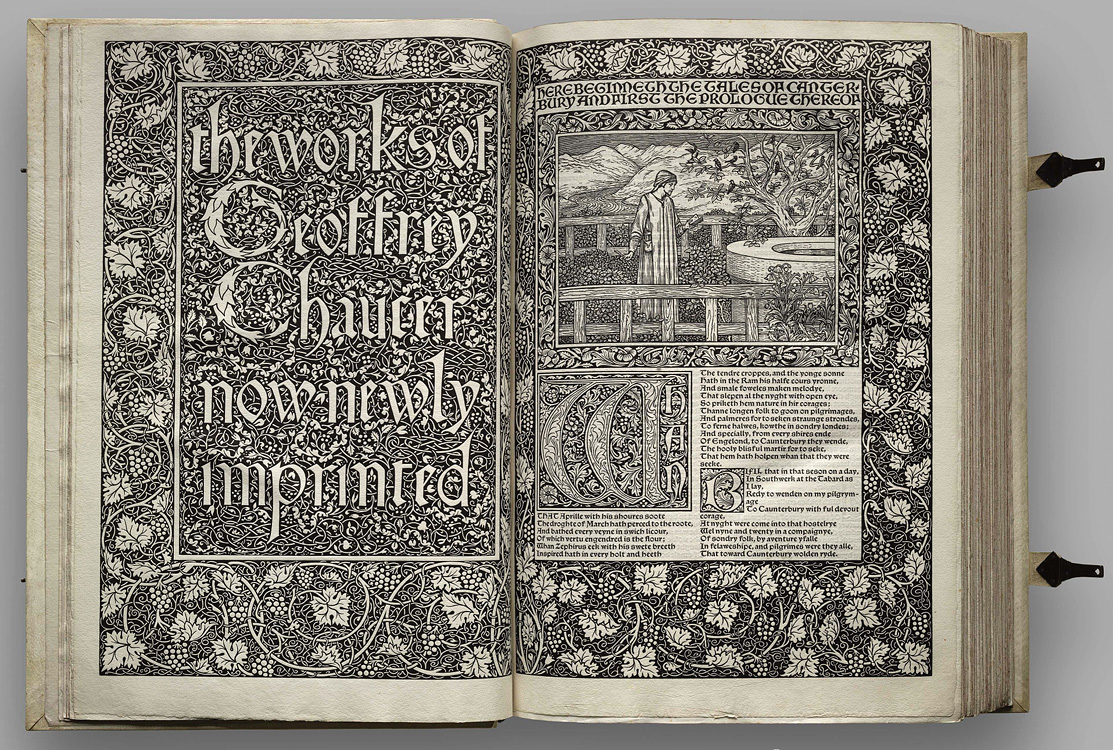 the works of
Geoffrey
Chaucer
now newly
imprinted
HERE BEGINNETH THE TALES OF CANTER-
BURY AND FIRST THE PROLOGUE THEREOF
WHAN
THAT Aprille with his shoures soote
The droghte of March hath perced to the roote,
And bathed every veyne in swich licour,
Of which vertu engendred is the flour;
Whan Zephirus eek with his swete breeth
Inspired hath in every holt and heeth
The tendre croppes, and the yonge sonne
Hath in the Ram his halfe cours yronne,
And smale foweles maken melodye,
That slepen al the nyght with open eye,
So priketh hem nature in hir corages;
Thanne longen folk to goon on pilgrimages,
And palmeres for to seken straunge strondes,
To ferne halwes, kowthe in sondry londes;
And specially, from every shires ende
Of Engelond, to Caunterbury they wende,
The hooly blisful martir for to seke,
That hem hath holpen whan that they were
seeke.
BIFIL that in that seson on a day,
In Southwerk at the Tabard as
I lay,
Redy to wenden on my pilgrym-
age
To Caunterbury with ful devout
corage,
At nyght were come into that hostelrye
Wel nyne and twenty in a compaignye,
Of sondry folk, by aventure yfalle
In felaweshipe, and pilgrimes were they alle,
That toward Caunterbury wolden ryde.